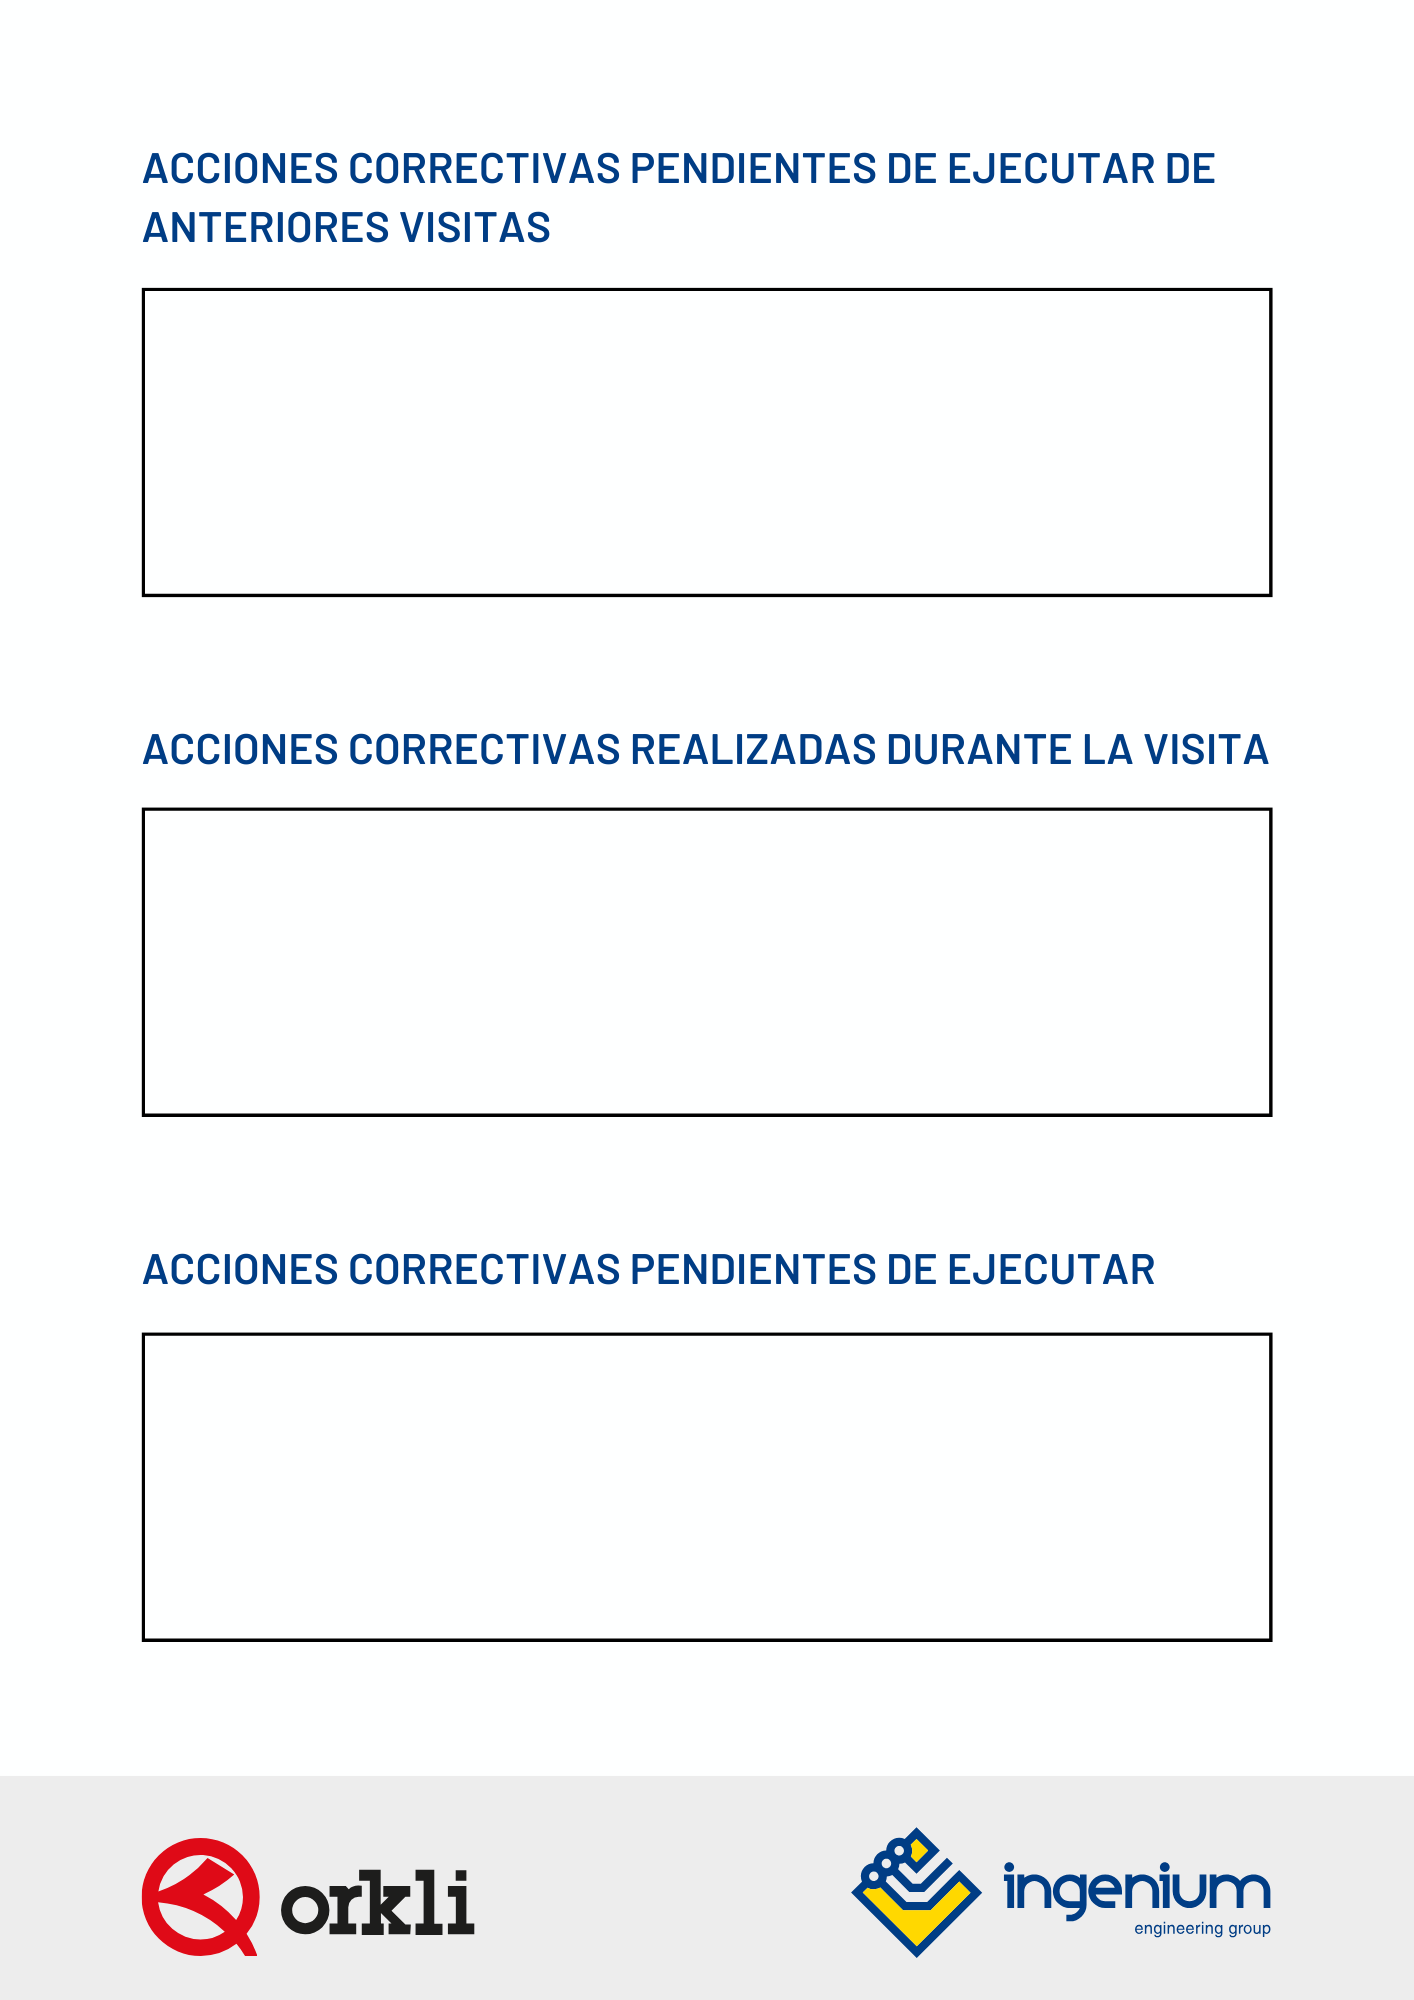 ACCIONES CORRECTIVAS PENDIENTES DE EJECUTAR DE
ANTERIORES VISITAS
ACCIONES CORRECTIVAS REALIZADAS DURANTE LA VISITA
ACCIONES CORRECTIVAS PENDIENTES DE EJECUTAR
orkli
ingenium
engineering group